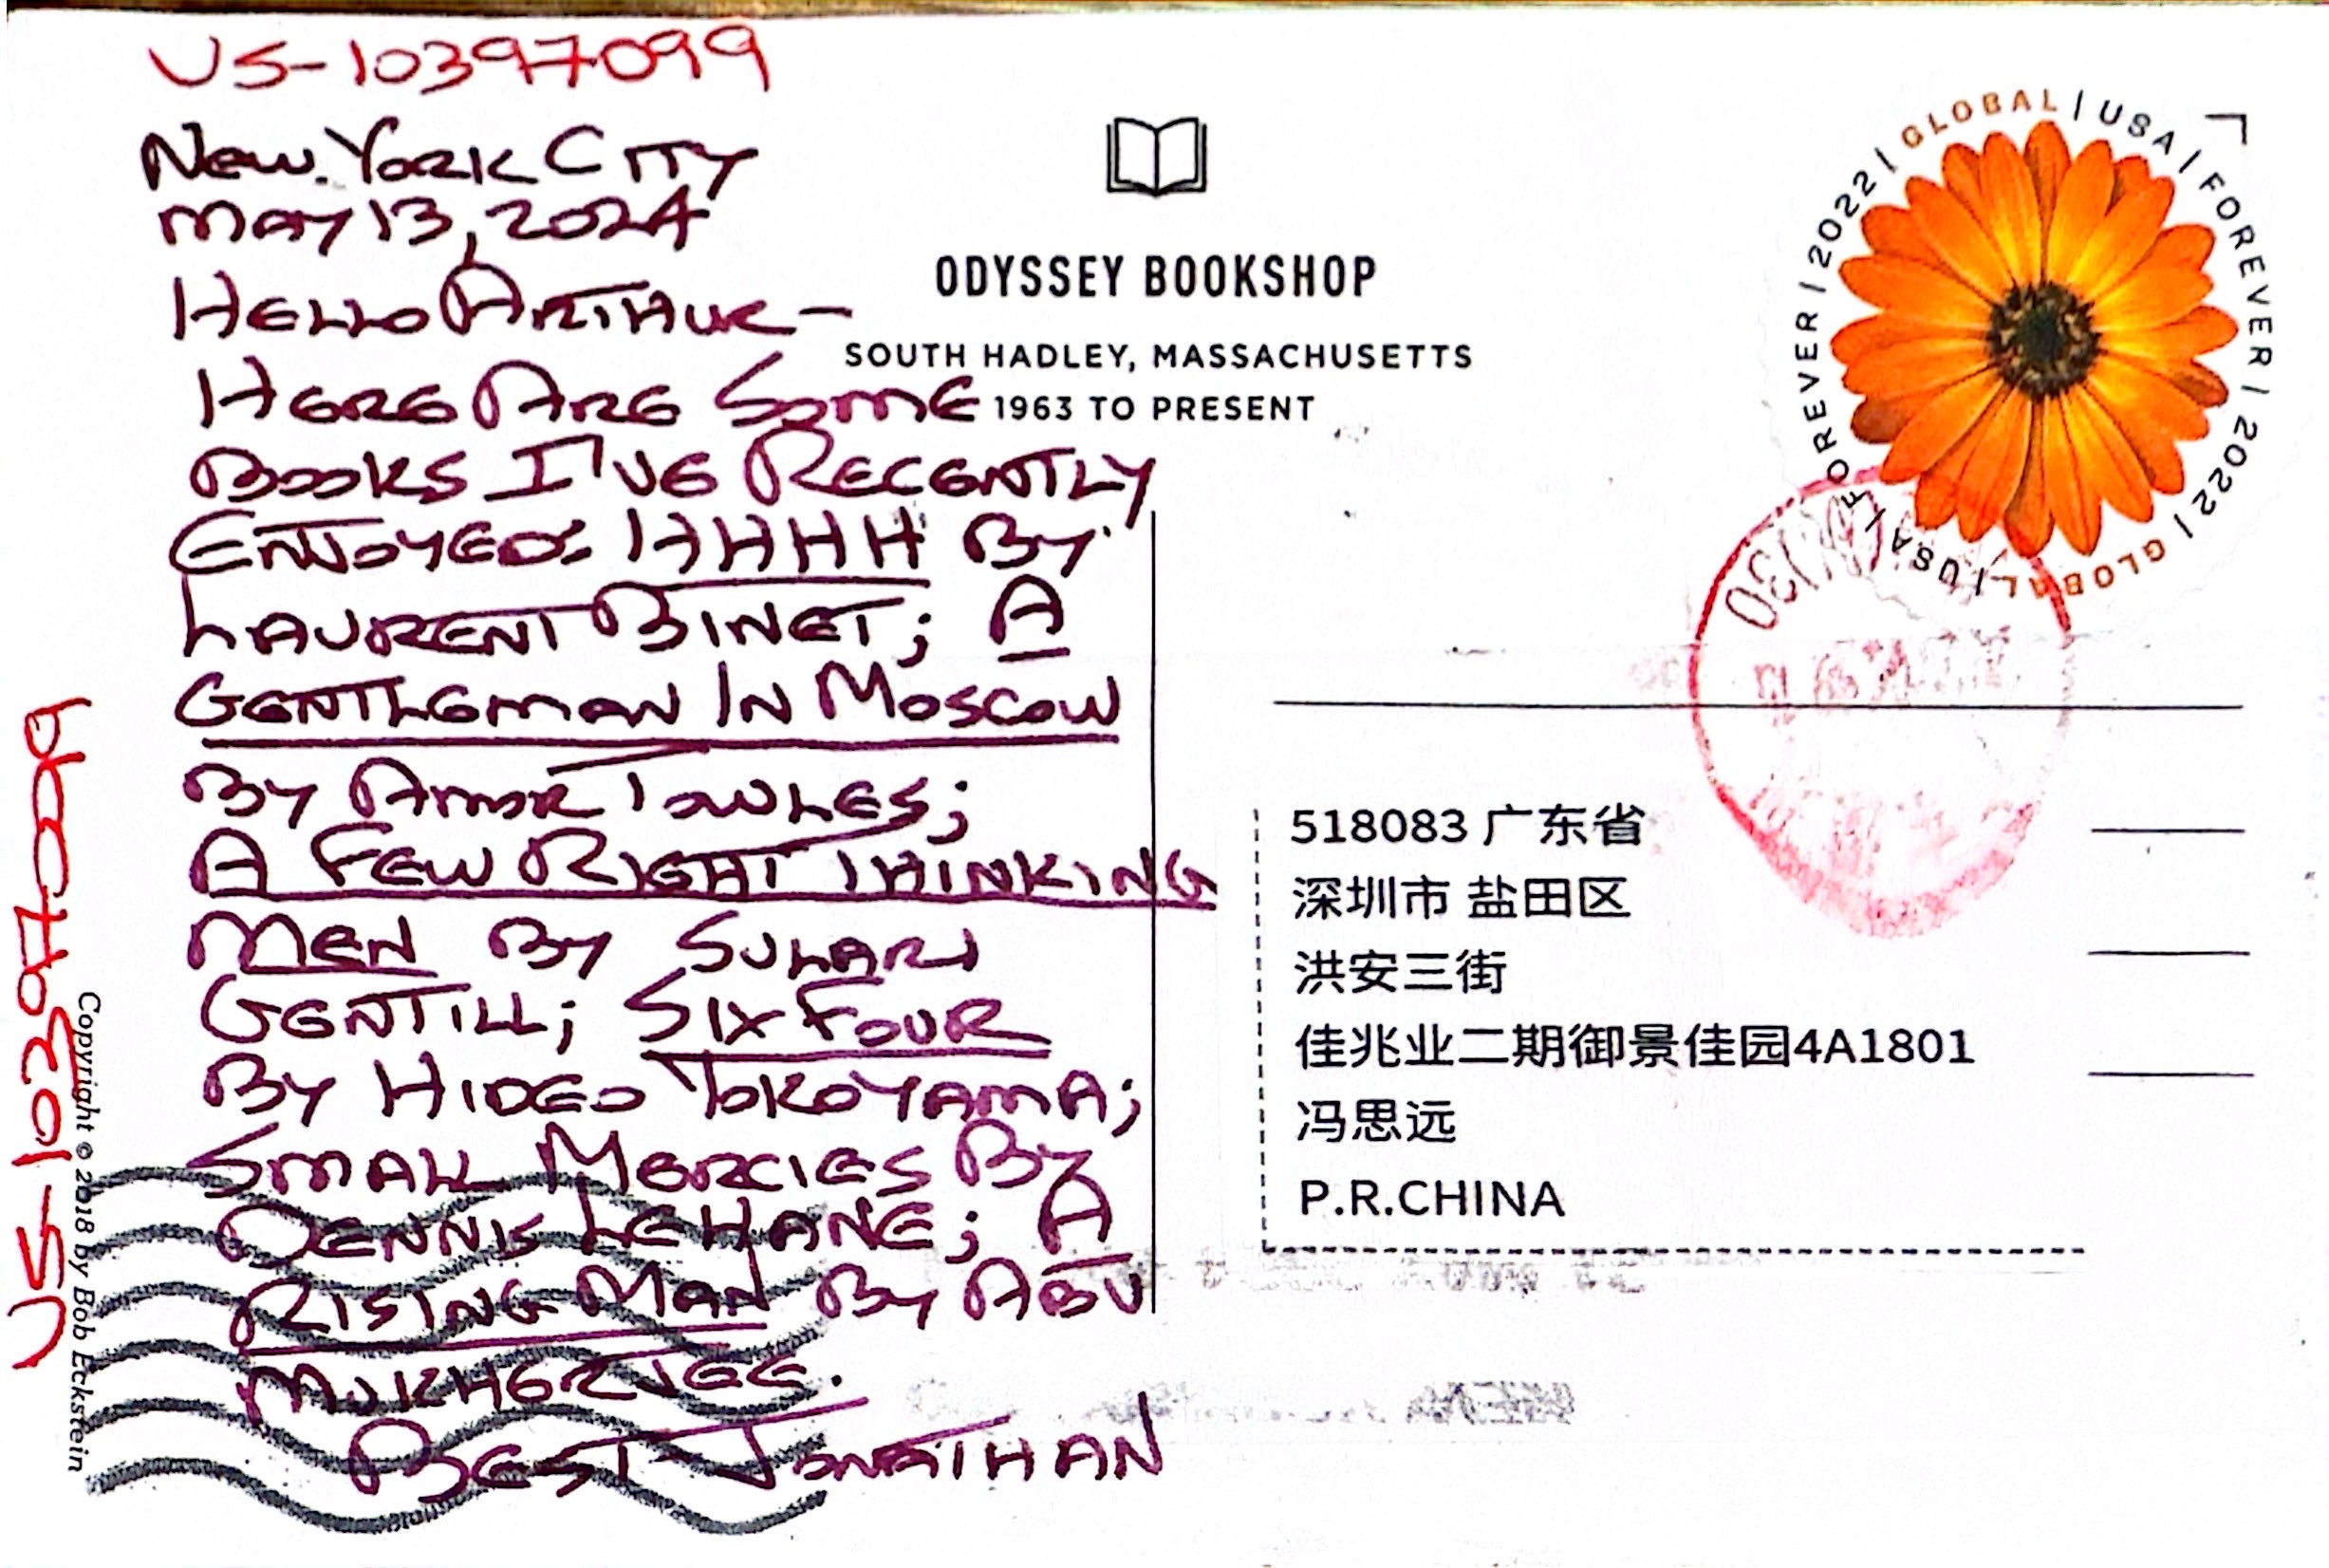 US-10397099
New York City
May 13, 2024
Hello Arthur-
Here Are Some
Books I've Recently
Enjoyed: HHHH By
Laurent Binet; A
Gentleman In Moscow
By Amor Towles;
A Few Right Thinking
Men By Sulari
Gentill; Six Four
By Hideo Yokoyama;
Small Mercies By
Dennis Lehane; A
Rising Man By Abu
Mukherjee.
Best Jonathan
US-10397099
Copyright © 2018 by Bob Eckstein
ODYSSEY BOOKSHOP
SOUTH HADLEY, MASSACHUSETTS
1963 TO PRESENT
GLOBAL | USA | FOREVER | 2022 | GLOBAL | USA | FOREVER | 2022 |
518083 广东省
深圳市 盐田区
洪安三街
佳兆业二期御景佳园4A1801
冯思远
P.R.CHINA